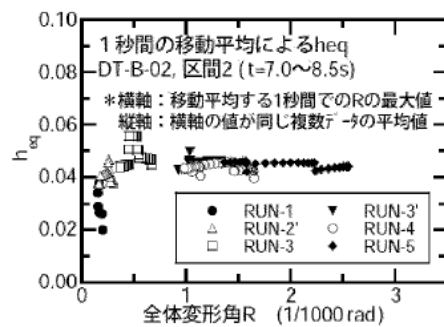 0.10
1秒間の移動平均によるheq
DT-B-02, 区間2 (t=7.0～8.5s)
0.08
*横軸：移動平均する1秒間でのRの最大値
縦軸：横軸の値が同じ複数データの平均値
0.06
heq
0.04
RUN-1 RUN-3'
RUN-2' RUN-4
RUN-3 RUN-5
0.02
0.00
0 1 2 3
全体変形角R (1/1000 rad)